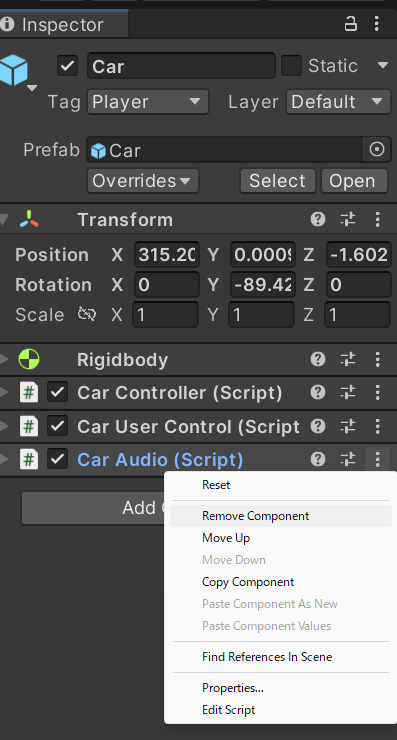 Inspector
Car
Static
Tag Player Layer Default
Prefab Car
Overrides Select Open
Transform
Position X 315.20 Y 0.0009 Z -1.602
Rotation X 0 Y -89.42 Z 0
Scale X 1 Y 1 Z 1
Rigidbody
# Car Controller (Script)
# Car User Control (Script
# Car Audio (Script)
Add
Reset
Remove Component
Move Up
Move Down
Copy Component
Paste Component As New
Paste Component Values
Find References In Scene
Properties...
Edit Script